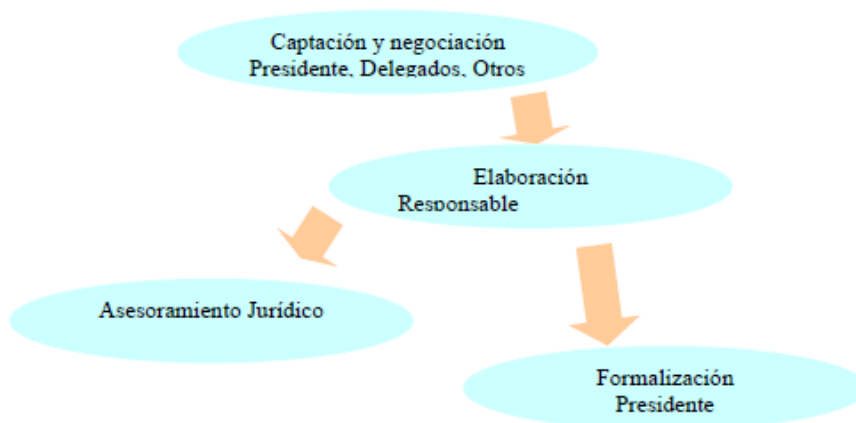 Captación y negociación
Presidente, Delegados, Otros
Elaboración
Responsable
Asesoramiento Jurídico
Formalización
Presidente